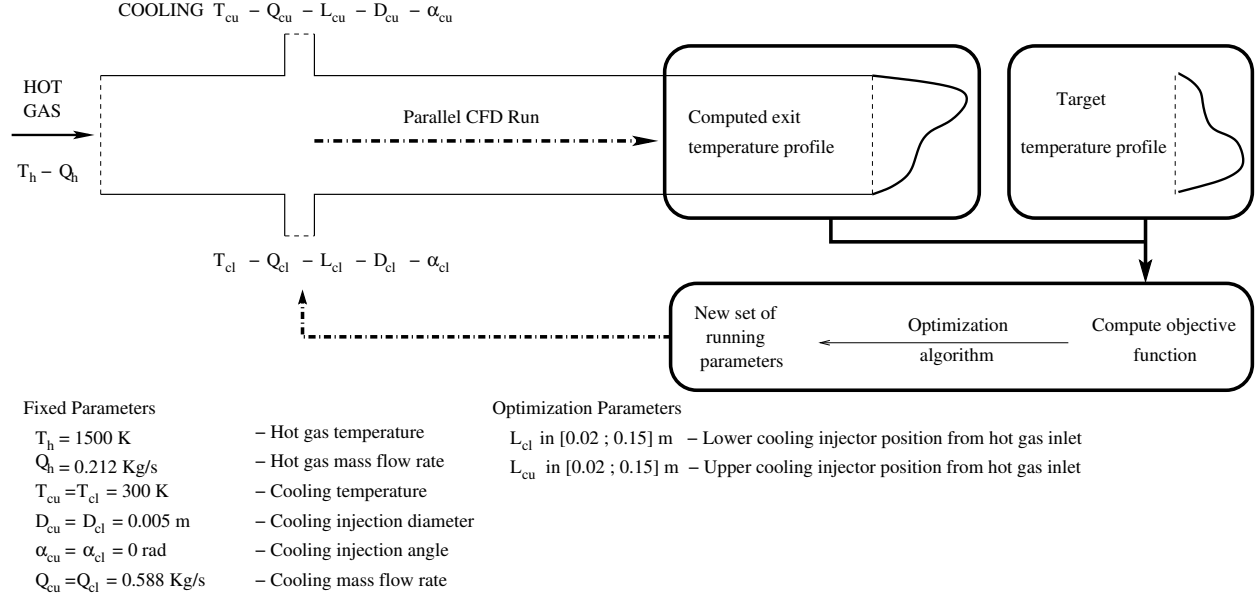 COOLING T_cu – Q_cu – L_cu – D_cu – α_cu
HOT
GAS
T_h – Q_h
Parallel CFD Run
Computed exit
temperature profile
Target
temperature profile
T_cl – Q_cl – L_cl – D_cl – α_cl
New set of
running
parameters
Optimization
algorithm
Compute objective
function
Fixed Parameters
T_h = 1500 K – Hot gas temperature
Q_h = 0.212 Kg/s – Hot gas mass flow rate
T_cu =T_cl = 300 K – Cooling temperature
D_cu = D_cl = 0.005 m – Cooling injection diameter
α_cu = α_cl = 0 rad – Cooling injection angle
Q_cu =Q_cl = 0.588 Kg/s – Cooling mass flow rate
Optimization Parameters
L_cl in [0.02 ; 0.15] m – Lower cooling injector position from hot gas inlet
L_cu in [0.02 ; 0.15] m – Upper cooling injector position from hot gas inlet